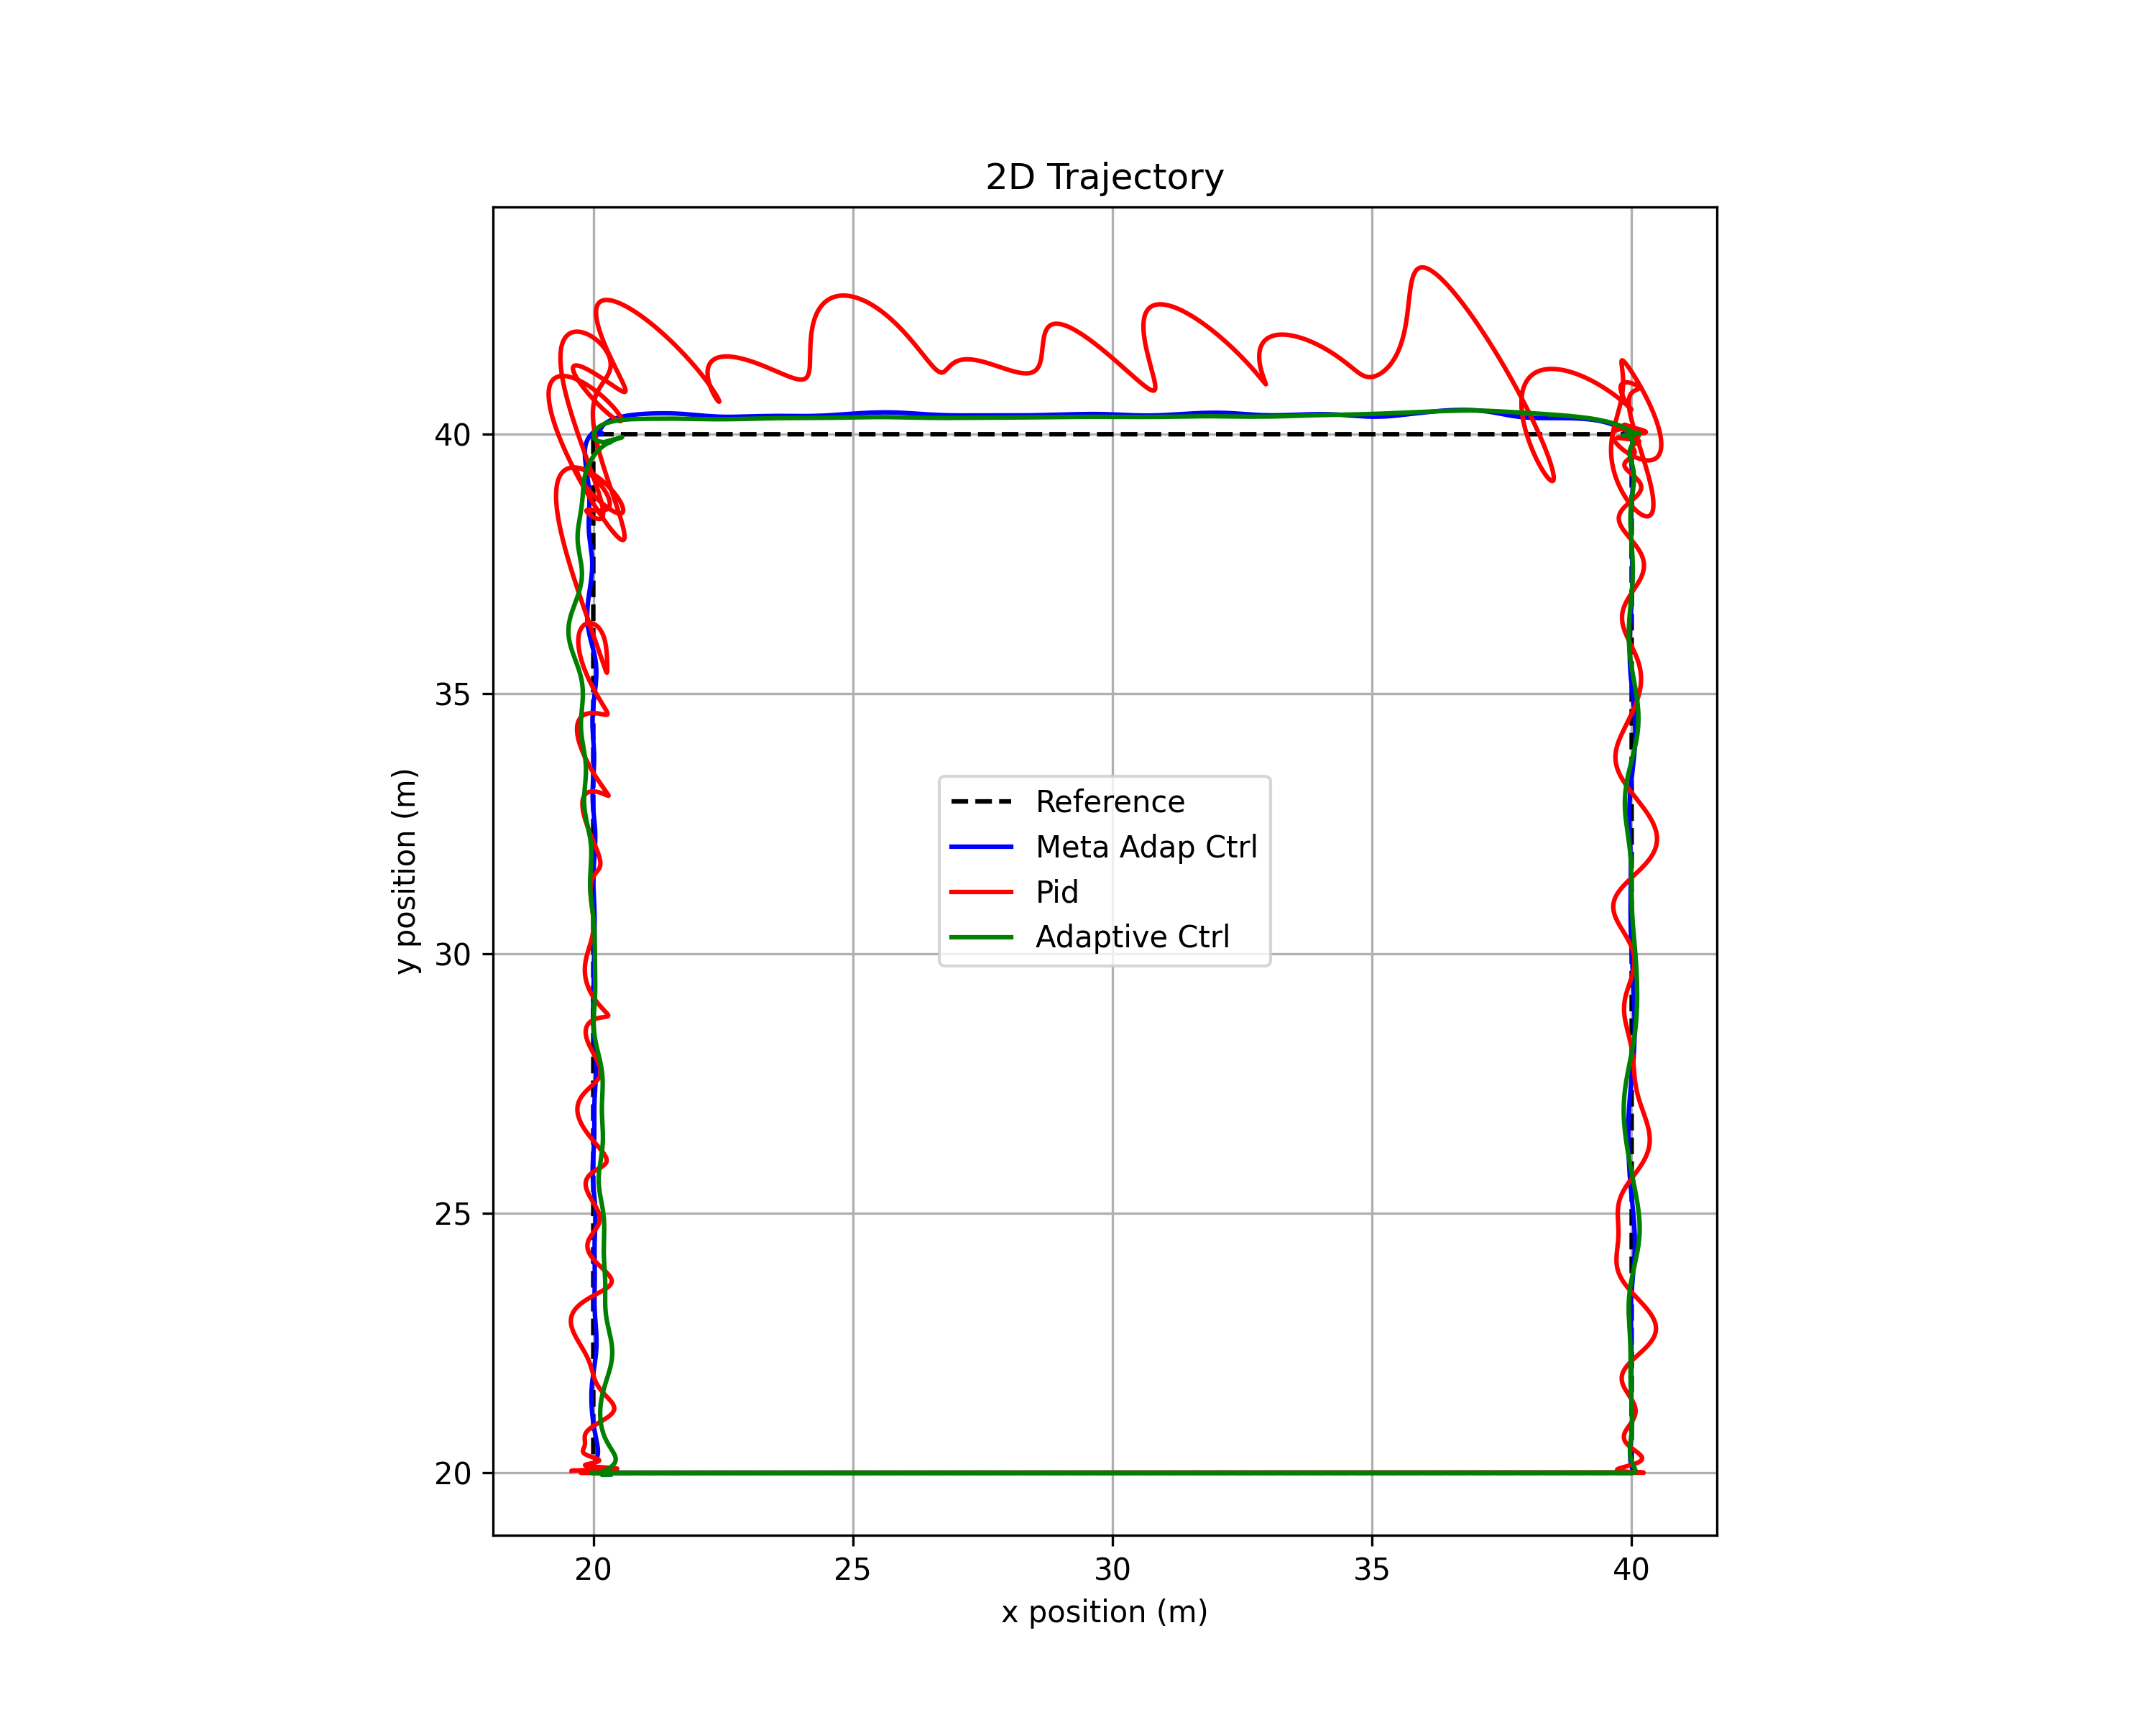 2D Trajectory
y position (m)
40
35
30
25
20
Reference
Meta Adap Ctrl
Pid
Adaptive Ctrl
20 25 30 35 40
x position (m)